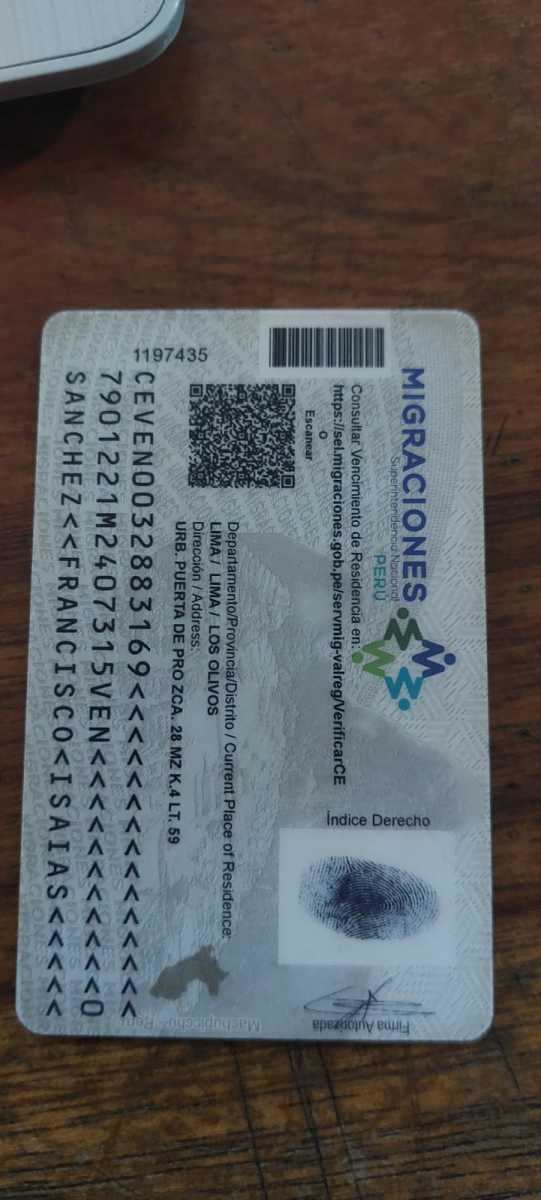 MIGRACIONES
Superintendencia Nacional
PERÚ
Consultar Vencimiento de Residencia en:
https://sel.migraciones.gob.pe/servmig-valreg/VerificarCE
O
Escanear
Índice Derecho
Departamento/Provincia/Distrito / Current Place of Residence:
LIMA / LIMA / LOS OLIVOS
Dirección / Address.
URB. PUERTA DE PRO ZCA. 28 MZ K.4 LT. 59
1197435
Firma Autorizada
Machupicchu - Perú
CEVEN0032883169<<<<<<<<<<<<<<<
7901221M2407315VEN<<<<<<<<<<<0
SANCHEZ<<FRANCISCO<ISAIAS<<<<<